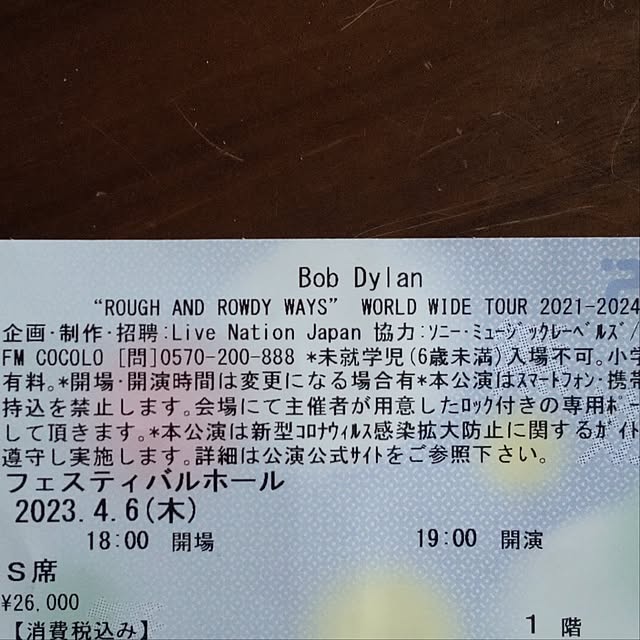 Bob Dylan
“ROUGH AND ROWDY WAYS” WORLD WIDE TOUR 2021-2024
企画・制作・招聘:Live Nation Japan 協力:ソニー・ミュージックレーベルズ/
FM COCOLO [問]0570-200-888 *未就学児(6歳未満)入場不可。小学
有料。*開場・開演時間は変更になる場合有*本公演はスマートフォン・携帯
持込を禁止します。会場にて主催者が用意したロック付きの専用ポー
して頂きます。*本公演は新型コロナウィルス感染拡大防止に関するガイド
遵守し実施します。詳細は公演公式サイトをご参照下さい。
フェスティバルホール
2023.4.6(木)
18:00 開場 19:00 開演
S席
¥26,000
【消費税込み】 1 階